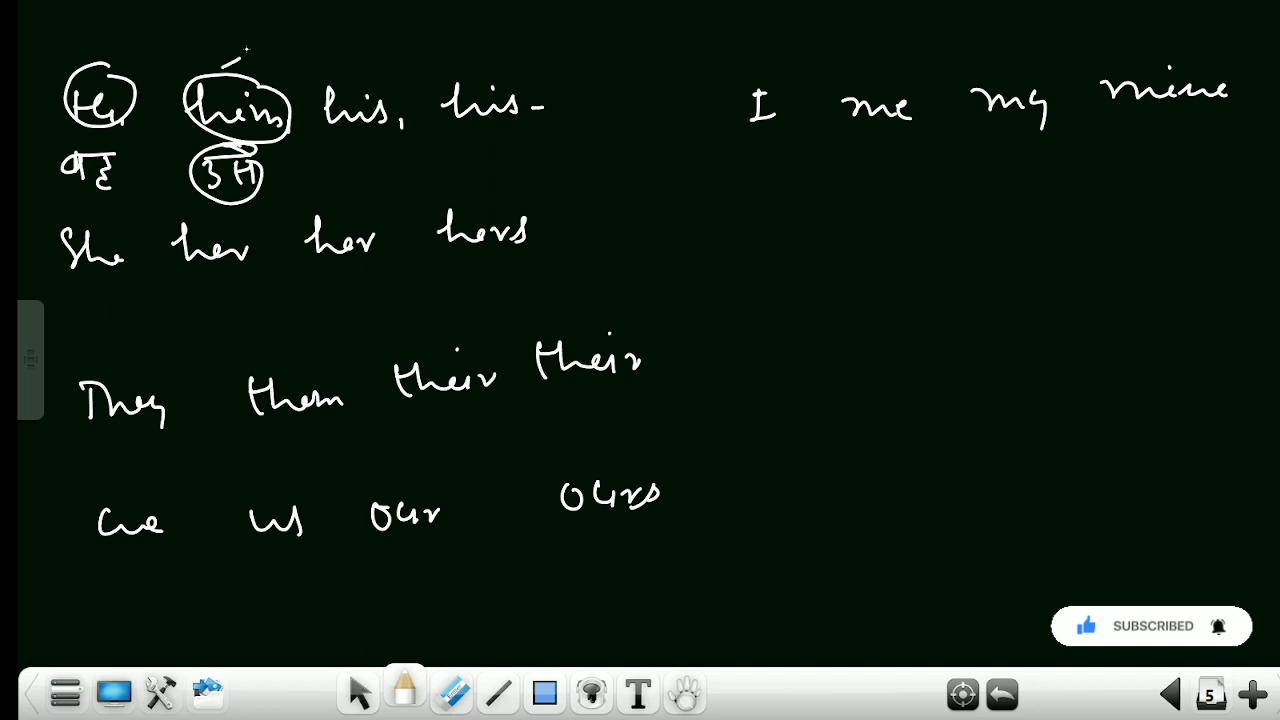 He, him, his, his- I me my mine
वह उस
She her her hers
They them their their
we us our ours
SUBSCRIBED
T 5